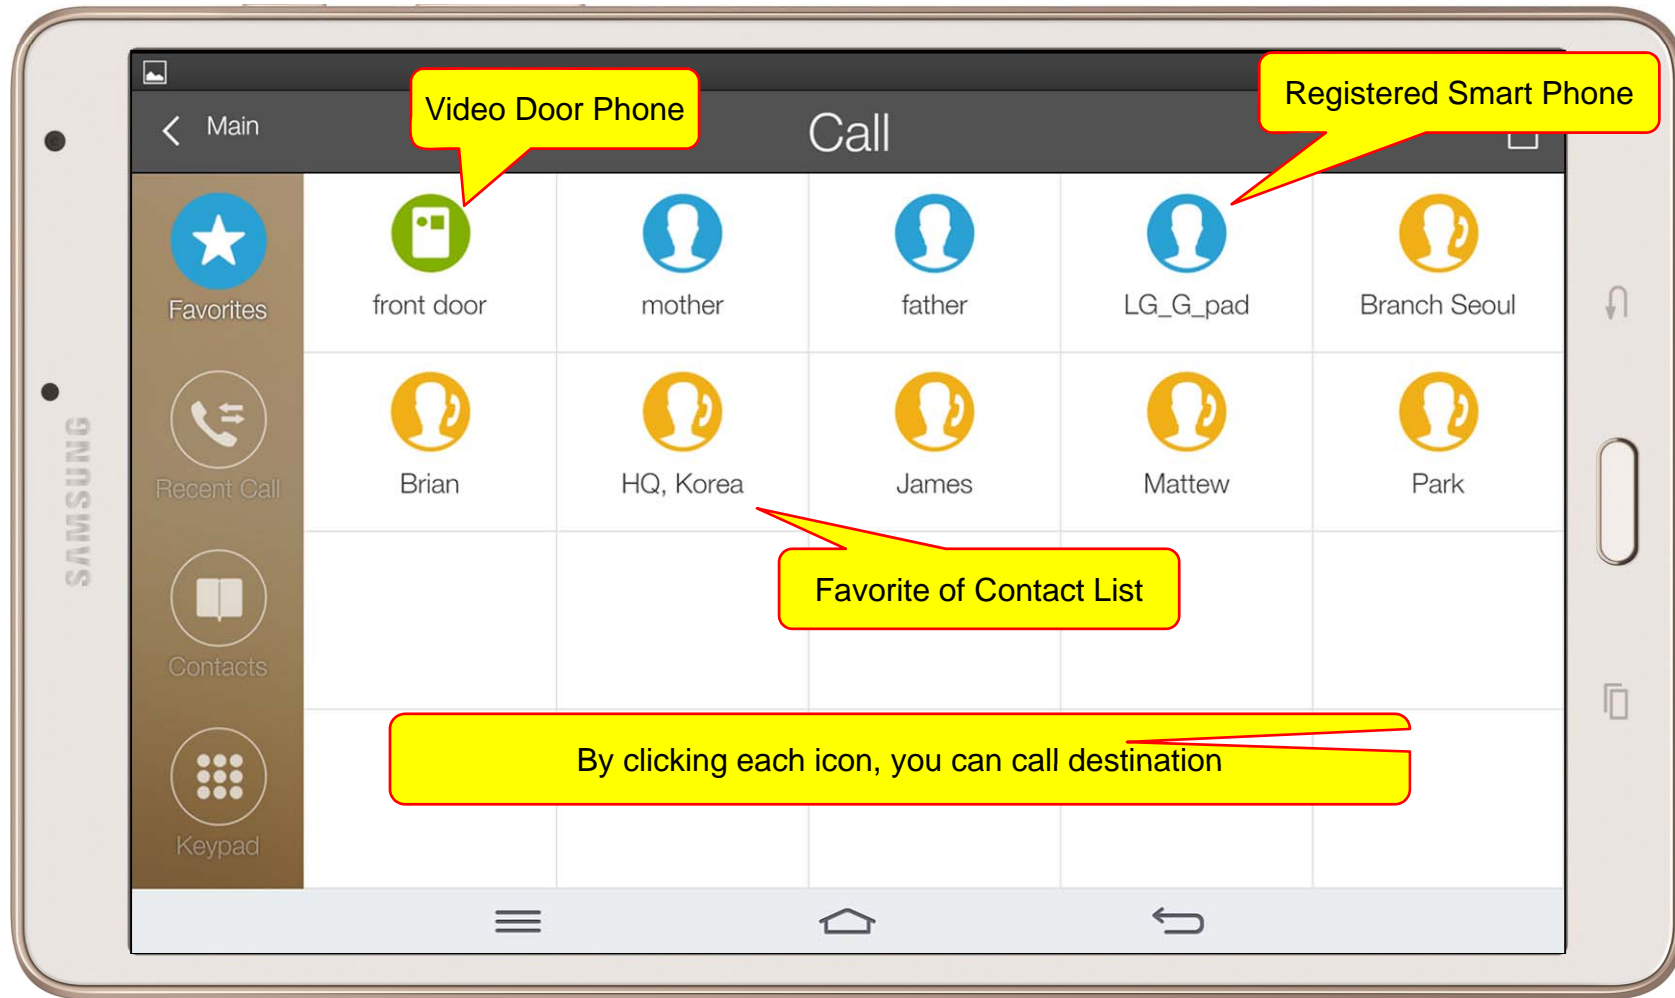 Video Door Phone
Registered Smart Phone
Main
Call
Favorites
front door
mother
father
LG_G_pad
Branch Seoul
Recent Call
Brian
HQ, Korea
James
Mattew
Park
SAMSUNG
Favorite of Contact List
Contacts
By clicking each icon, you can call destination
Keypad